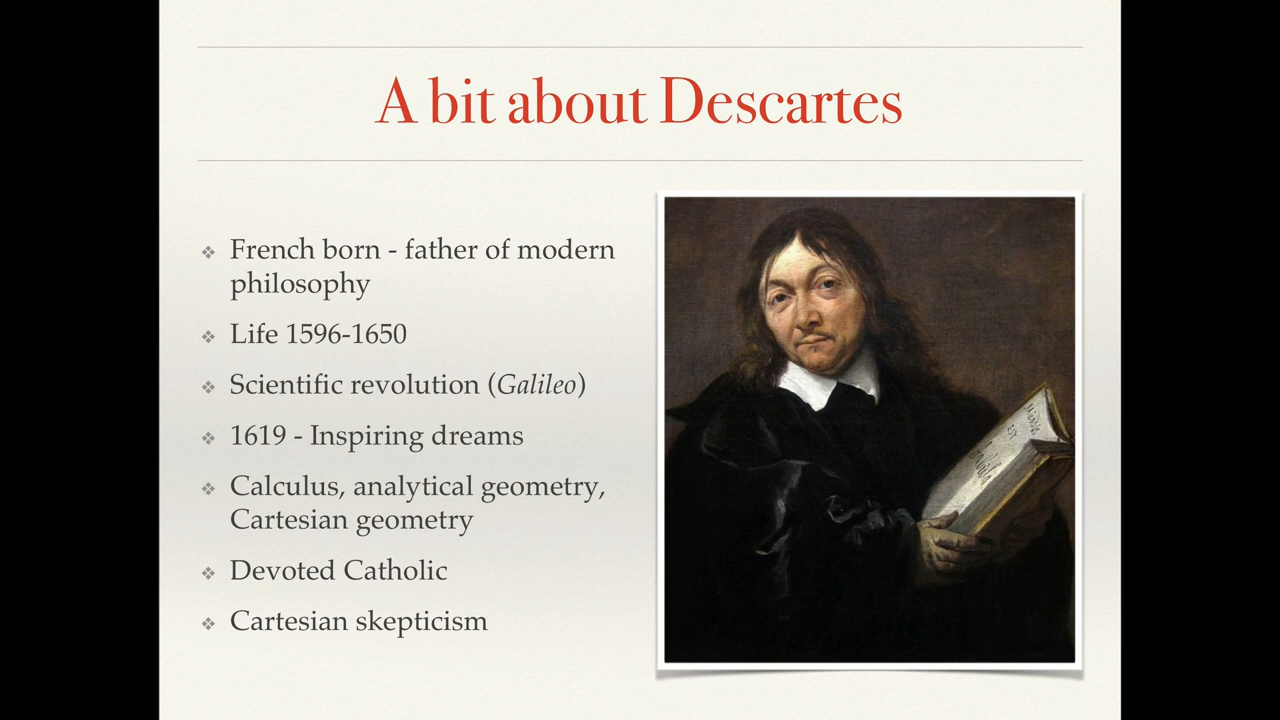 A bit about Descartes
❖ French born - father of modern
philosophy
❖ Life 1596-1650
❖ Scientific revolution (Galileo)
❖ 1619 - Inspiring dreams
❖ Calculus, analytical geometry,
Cartesian geometry
❖ Devoted Catholic
❖ Cartesian skepticism